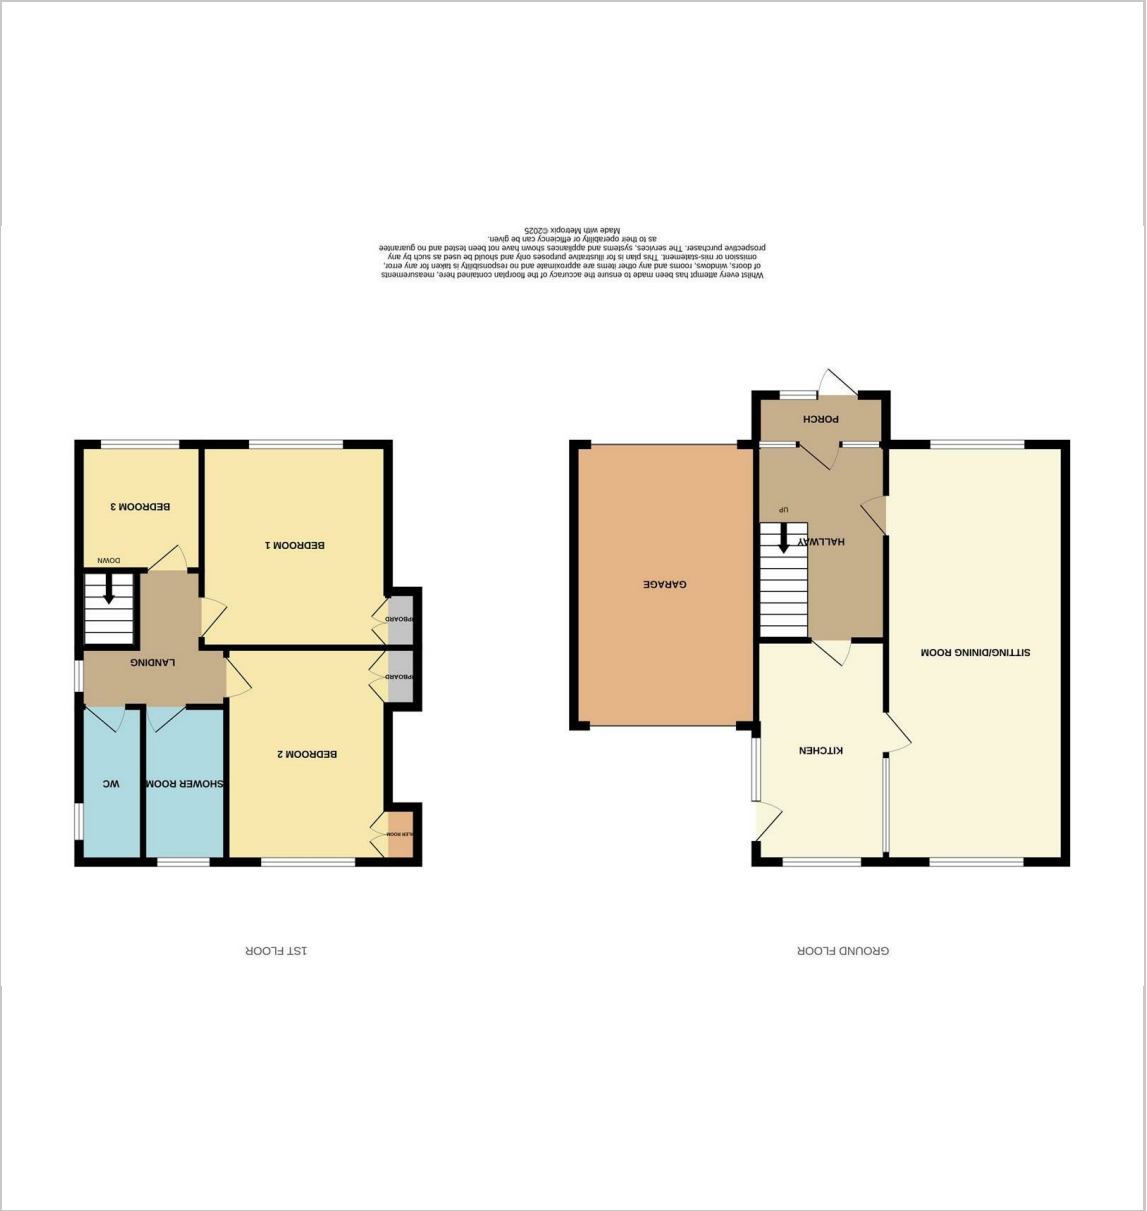 GROUND FLOOR
1ST FLOOR
KITCHEN
SITTING/DINING ROOM
GARAGE
HALLWAY
UP
PORCH
BEDROOM 2
SHOWER ROOM
WC
LANDING
BEDROOM 1
DOWN
BEDROOM 3
UPBOARD
UPBOARD
ILER ROOM
Whilst every attempt has been made to ensure the accuracy of the floorplan contained here, measurements
of doors, windows, rooms and any other items are approximate and no responsibility is taken for any error,
omission or mis-statement. This plan is for illustrative purposes only and should be used as such by any
prospective purchaser. The services, systems and appliances shown have not been tested and no guarantee
as to their operability or efficiency can be given.
Made with Metropix ©2025